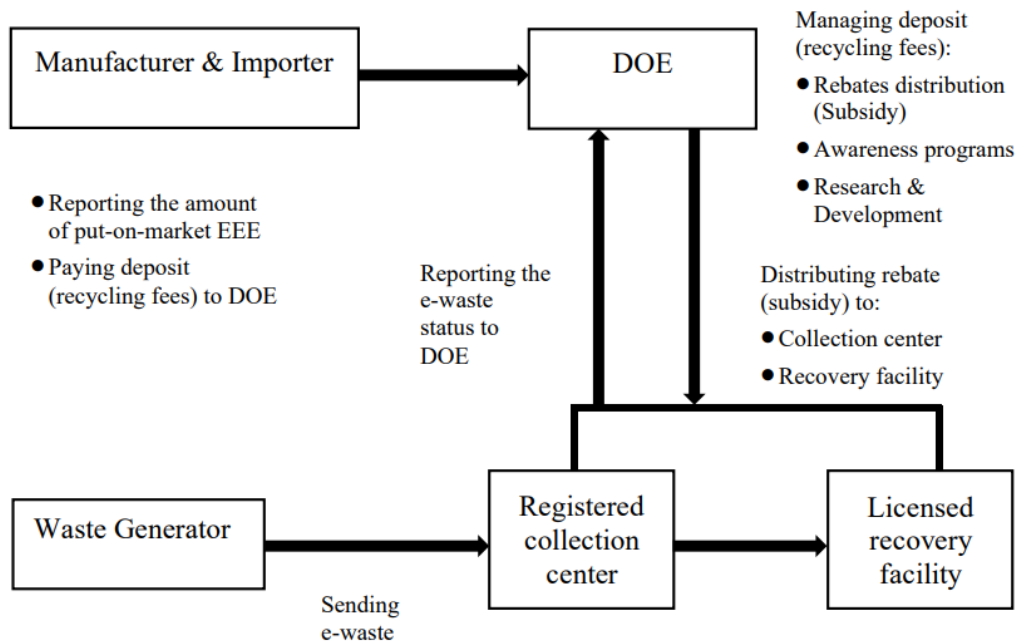 Manufacturer & Importer
DOE
Managing deposit
(recycling fees):
● Rebates distribution
(Subsidy)
● Awareness programs
● Research &
Development
● Reporting the amount
of put-on-market EEE
● Paying deposit
(recycling fees) to DOE
Reporting the
e-waste
status to
DOE
Distributing rebate
(subsidy) to:
● Collection center
● Recovery facility
Waste Generator
Sending
e-waste
Registered
collection
center
Licensed
recovery
facility